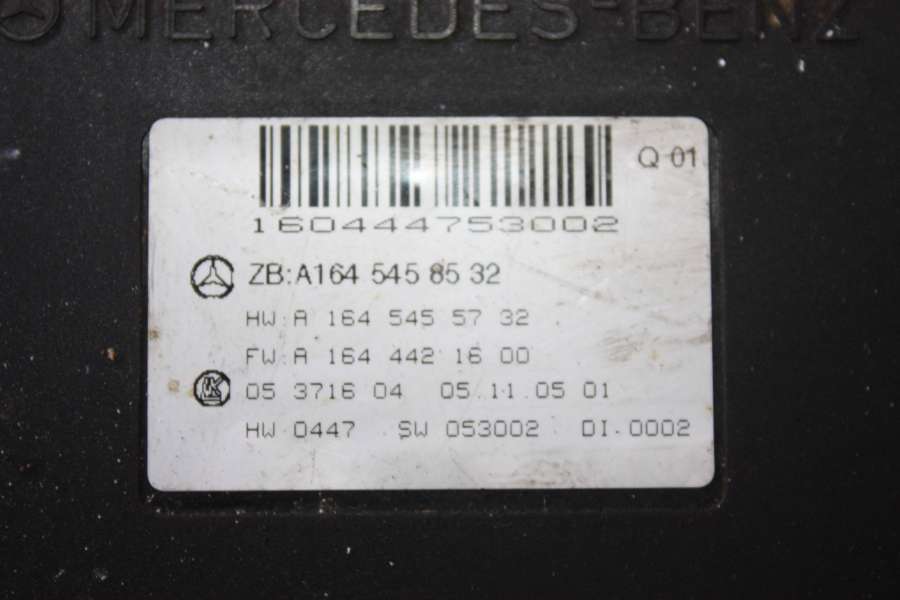 MERCEDES-BENZ
Q 01
160444753002
ZB:A164 545 85 32
HW:A 164 545 57 32
FW:A 164 442 16 00
05 3716 04 05.11.05 01
HW 0447 SW 053002 DI.0002